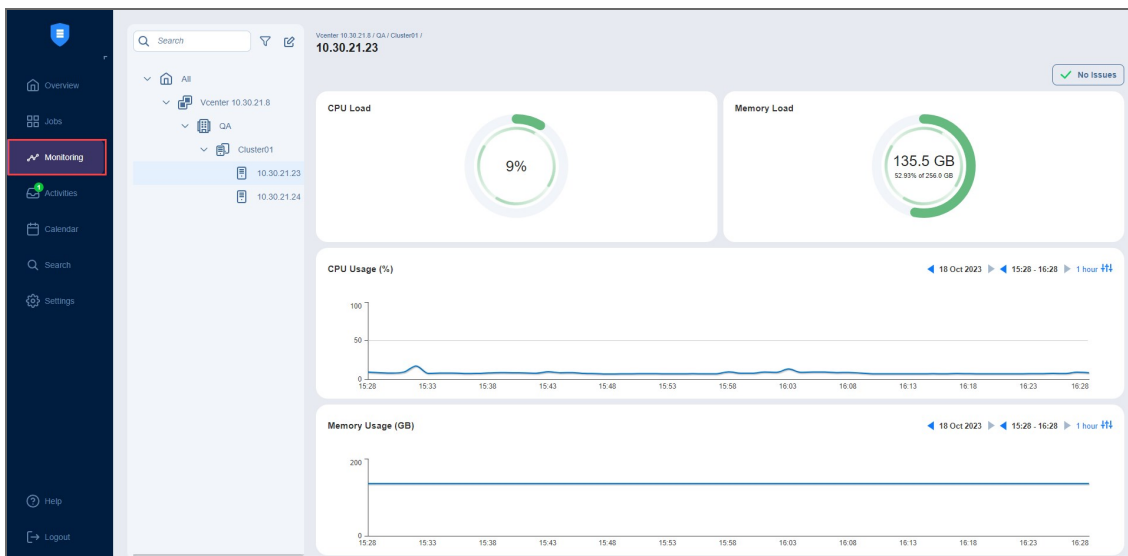 Overview
Jobs
Monitoring
1
Activities
Calendar
Search
Settings
Help
Logout
Search
All
Vcenter 10.30.21.8
QA
Cluster01
10.30.21.23
10.30.21.24
Vcenter 10.30.21.8 / QA / Cluster01 /
10.30.21.23
No Issues
CPU Load
9%
Memory Load
135.5 GB
52.93% of 256.0 GB
CPU Usage (%)
18 Oct 2023 15:28 - 16:28 1 hour
100
50
0
15:28 15:33 15:38 15:43 15:48 15:53 15:58 16:03 16:08 16:13 16:18 16:23 16:28
Memory Usage (GB)
18 Oct 2023 15:28 - 16:28 1 hour
200
0
15:28 15:33 15:38 15:43 15:48 15:53 15:58 16:03 16:08 16:13 16:18 16:23 16:28